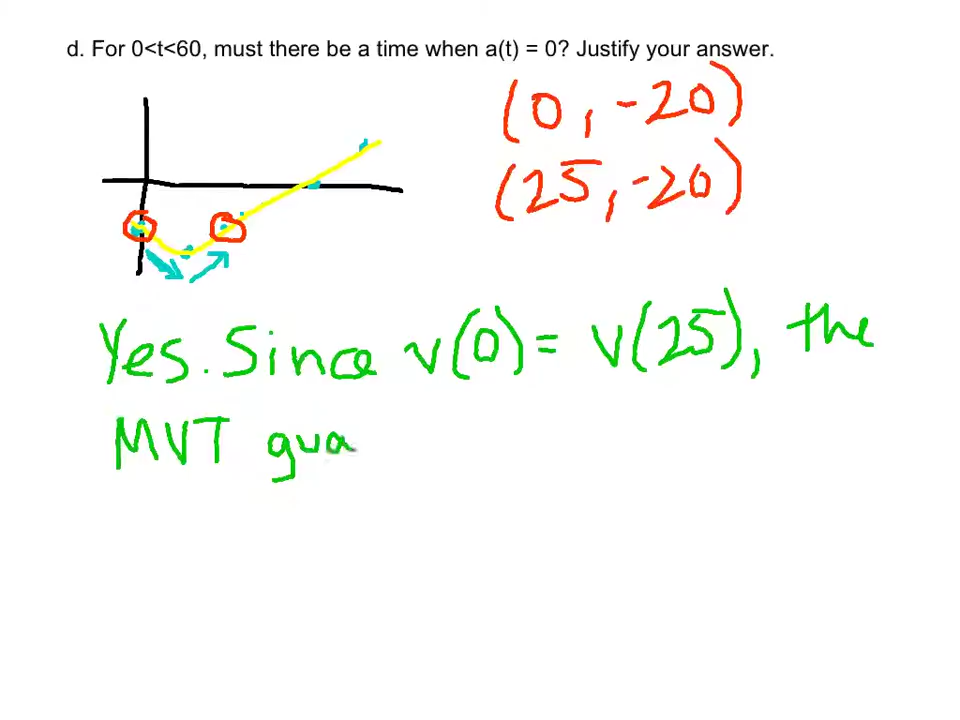 d. For 0<t<60, must there be a time when a(t) = 0? Justify your answer.
(0, -20)
(25, -20)
Yes. Since v(0) = v(25), the
MVT gua